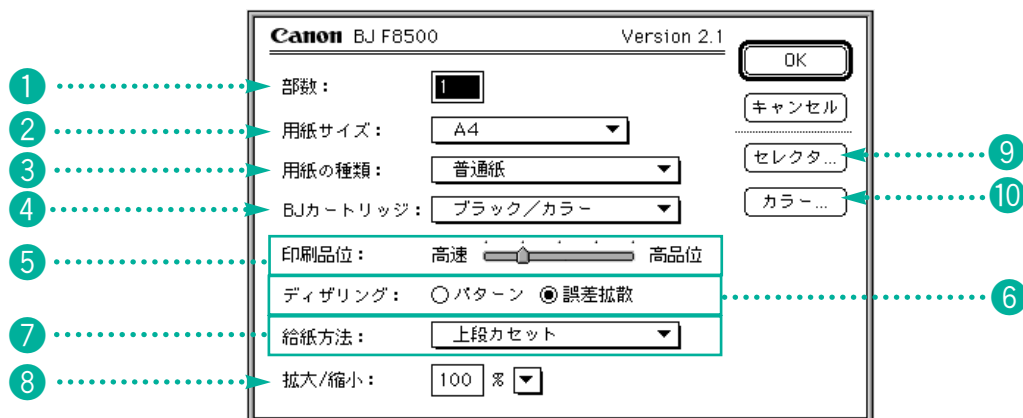 Canon BJ F8500 Version 2.1
OK
1 部数： 1
キャンセル
2 用紙サイズ： A4
3 用紙の種類： 普通紙
セレクタ... 9
4 BJカートリッジ： ブラック／カラー
カラー... 10
5 印刷品位： 高速 高品位
ディザリング： パターン 誤差拡散 6
7 給紙方法： 上段カセット
8 拡大/縮小： 100 %